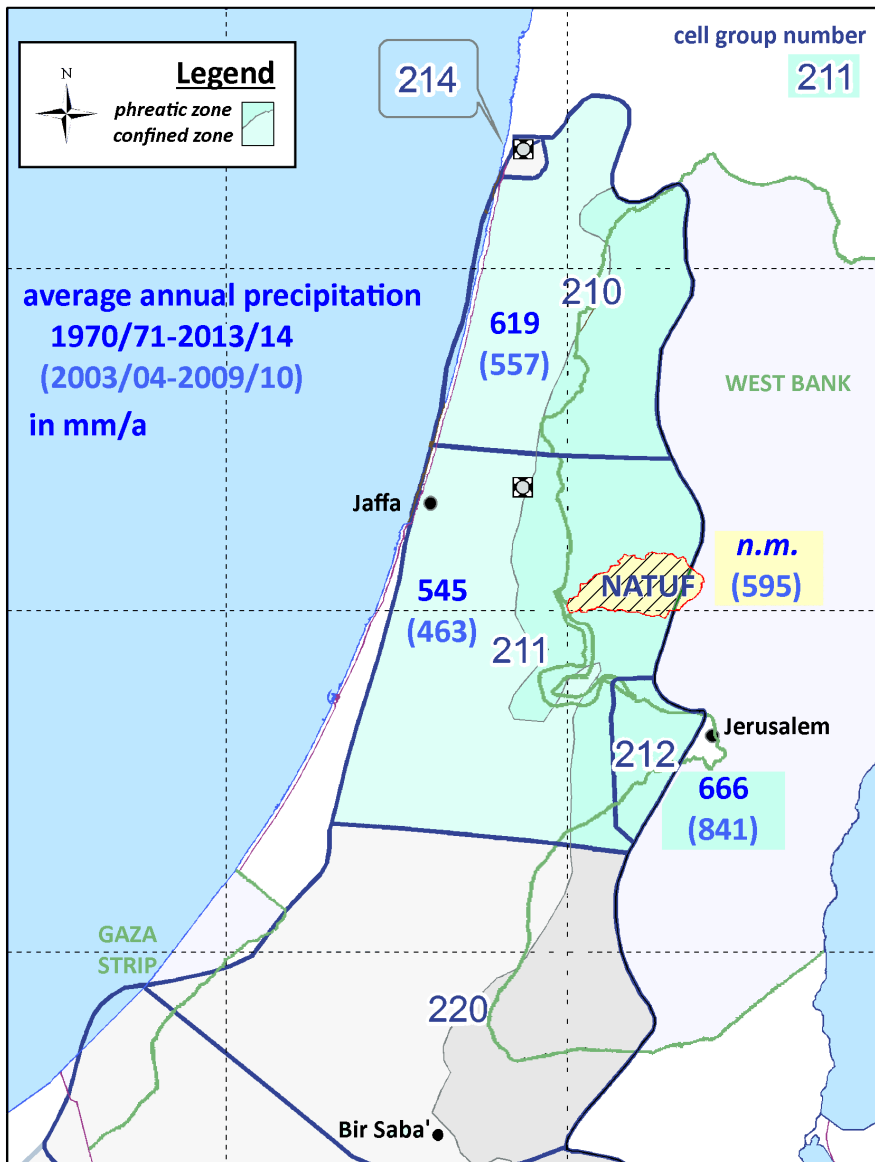 cell group number
211
N
Legend
phreatic zone
confined zone
214
210
average annual precipitation
1970/71-2013/14
(2003/04-2009/10)
in mm/a
619
(557)
WEST BANK
Jaffa
n.m.
(595)
NATUF
545
(463)
211
Jerusalem
212
666
(841)
GAZA
STRIP
220
Bir Saba'